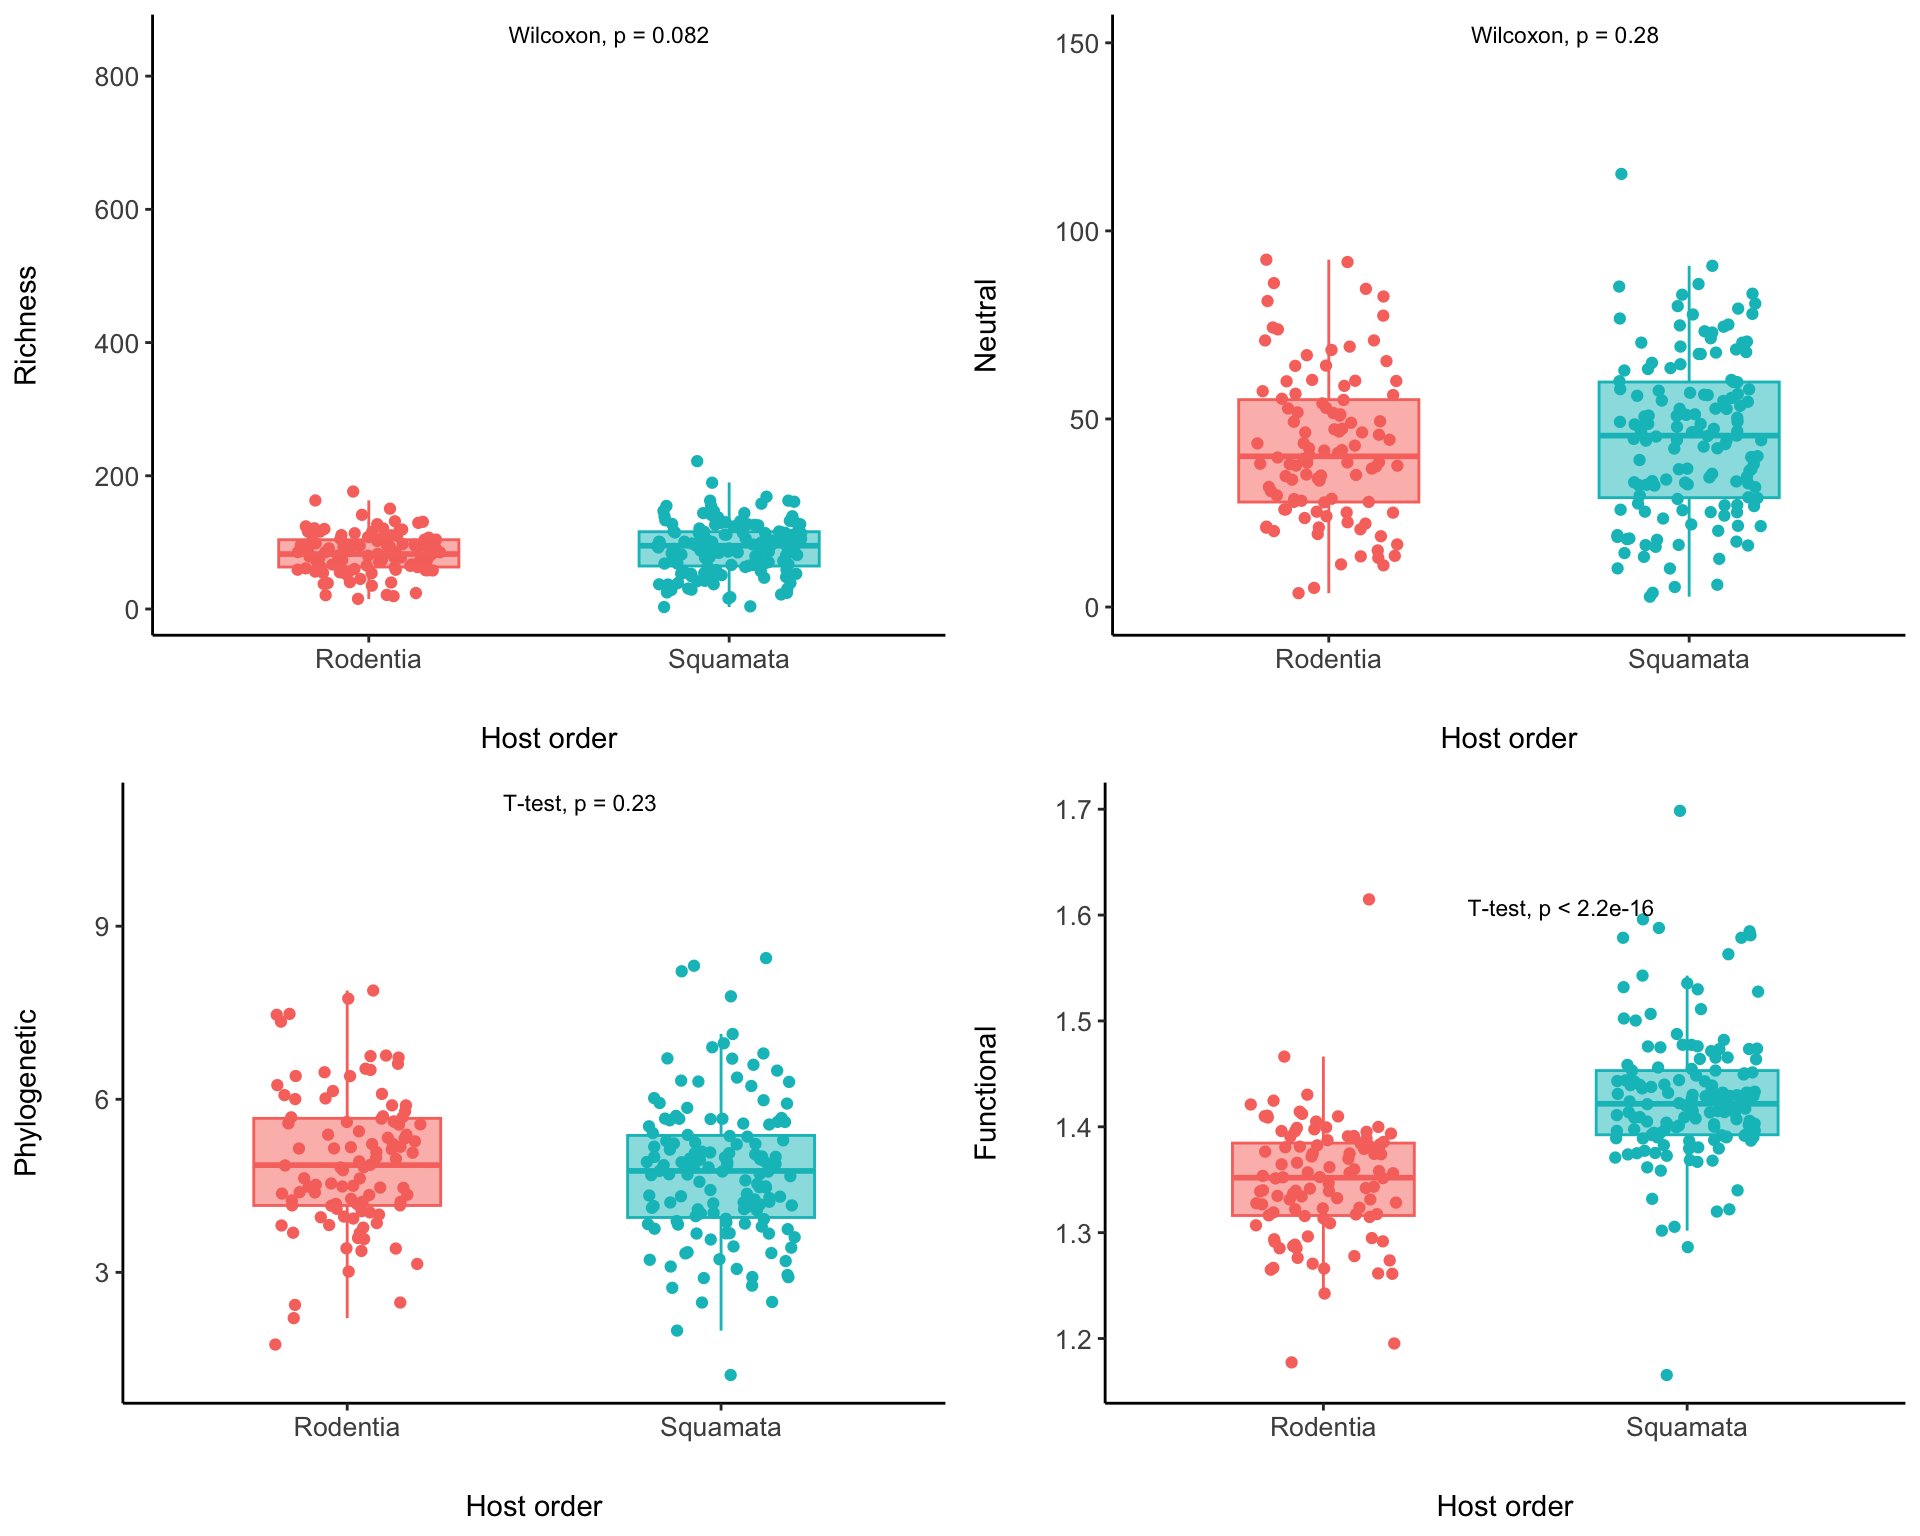 Wilcoxon, p = 0.082
800
600
400
200
0
Richness
Rodentia
Squamata
Host order
Wilcoxon, p = 0.28
150
100
50
0
Neutral
Rodentia
Squamata
Host order
T-test, p = 0.23
9
6
3
Phylogenetic
Rodentia
Squamata
Host order
T-test, p < 2.2e-16
1.7
1.6
1.5
1.4
1.3
1.2
Functional
Rodentia
Squamata
Host order